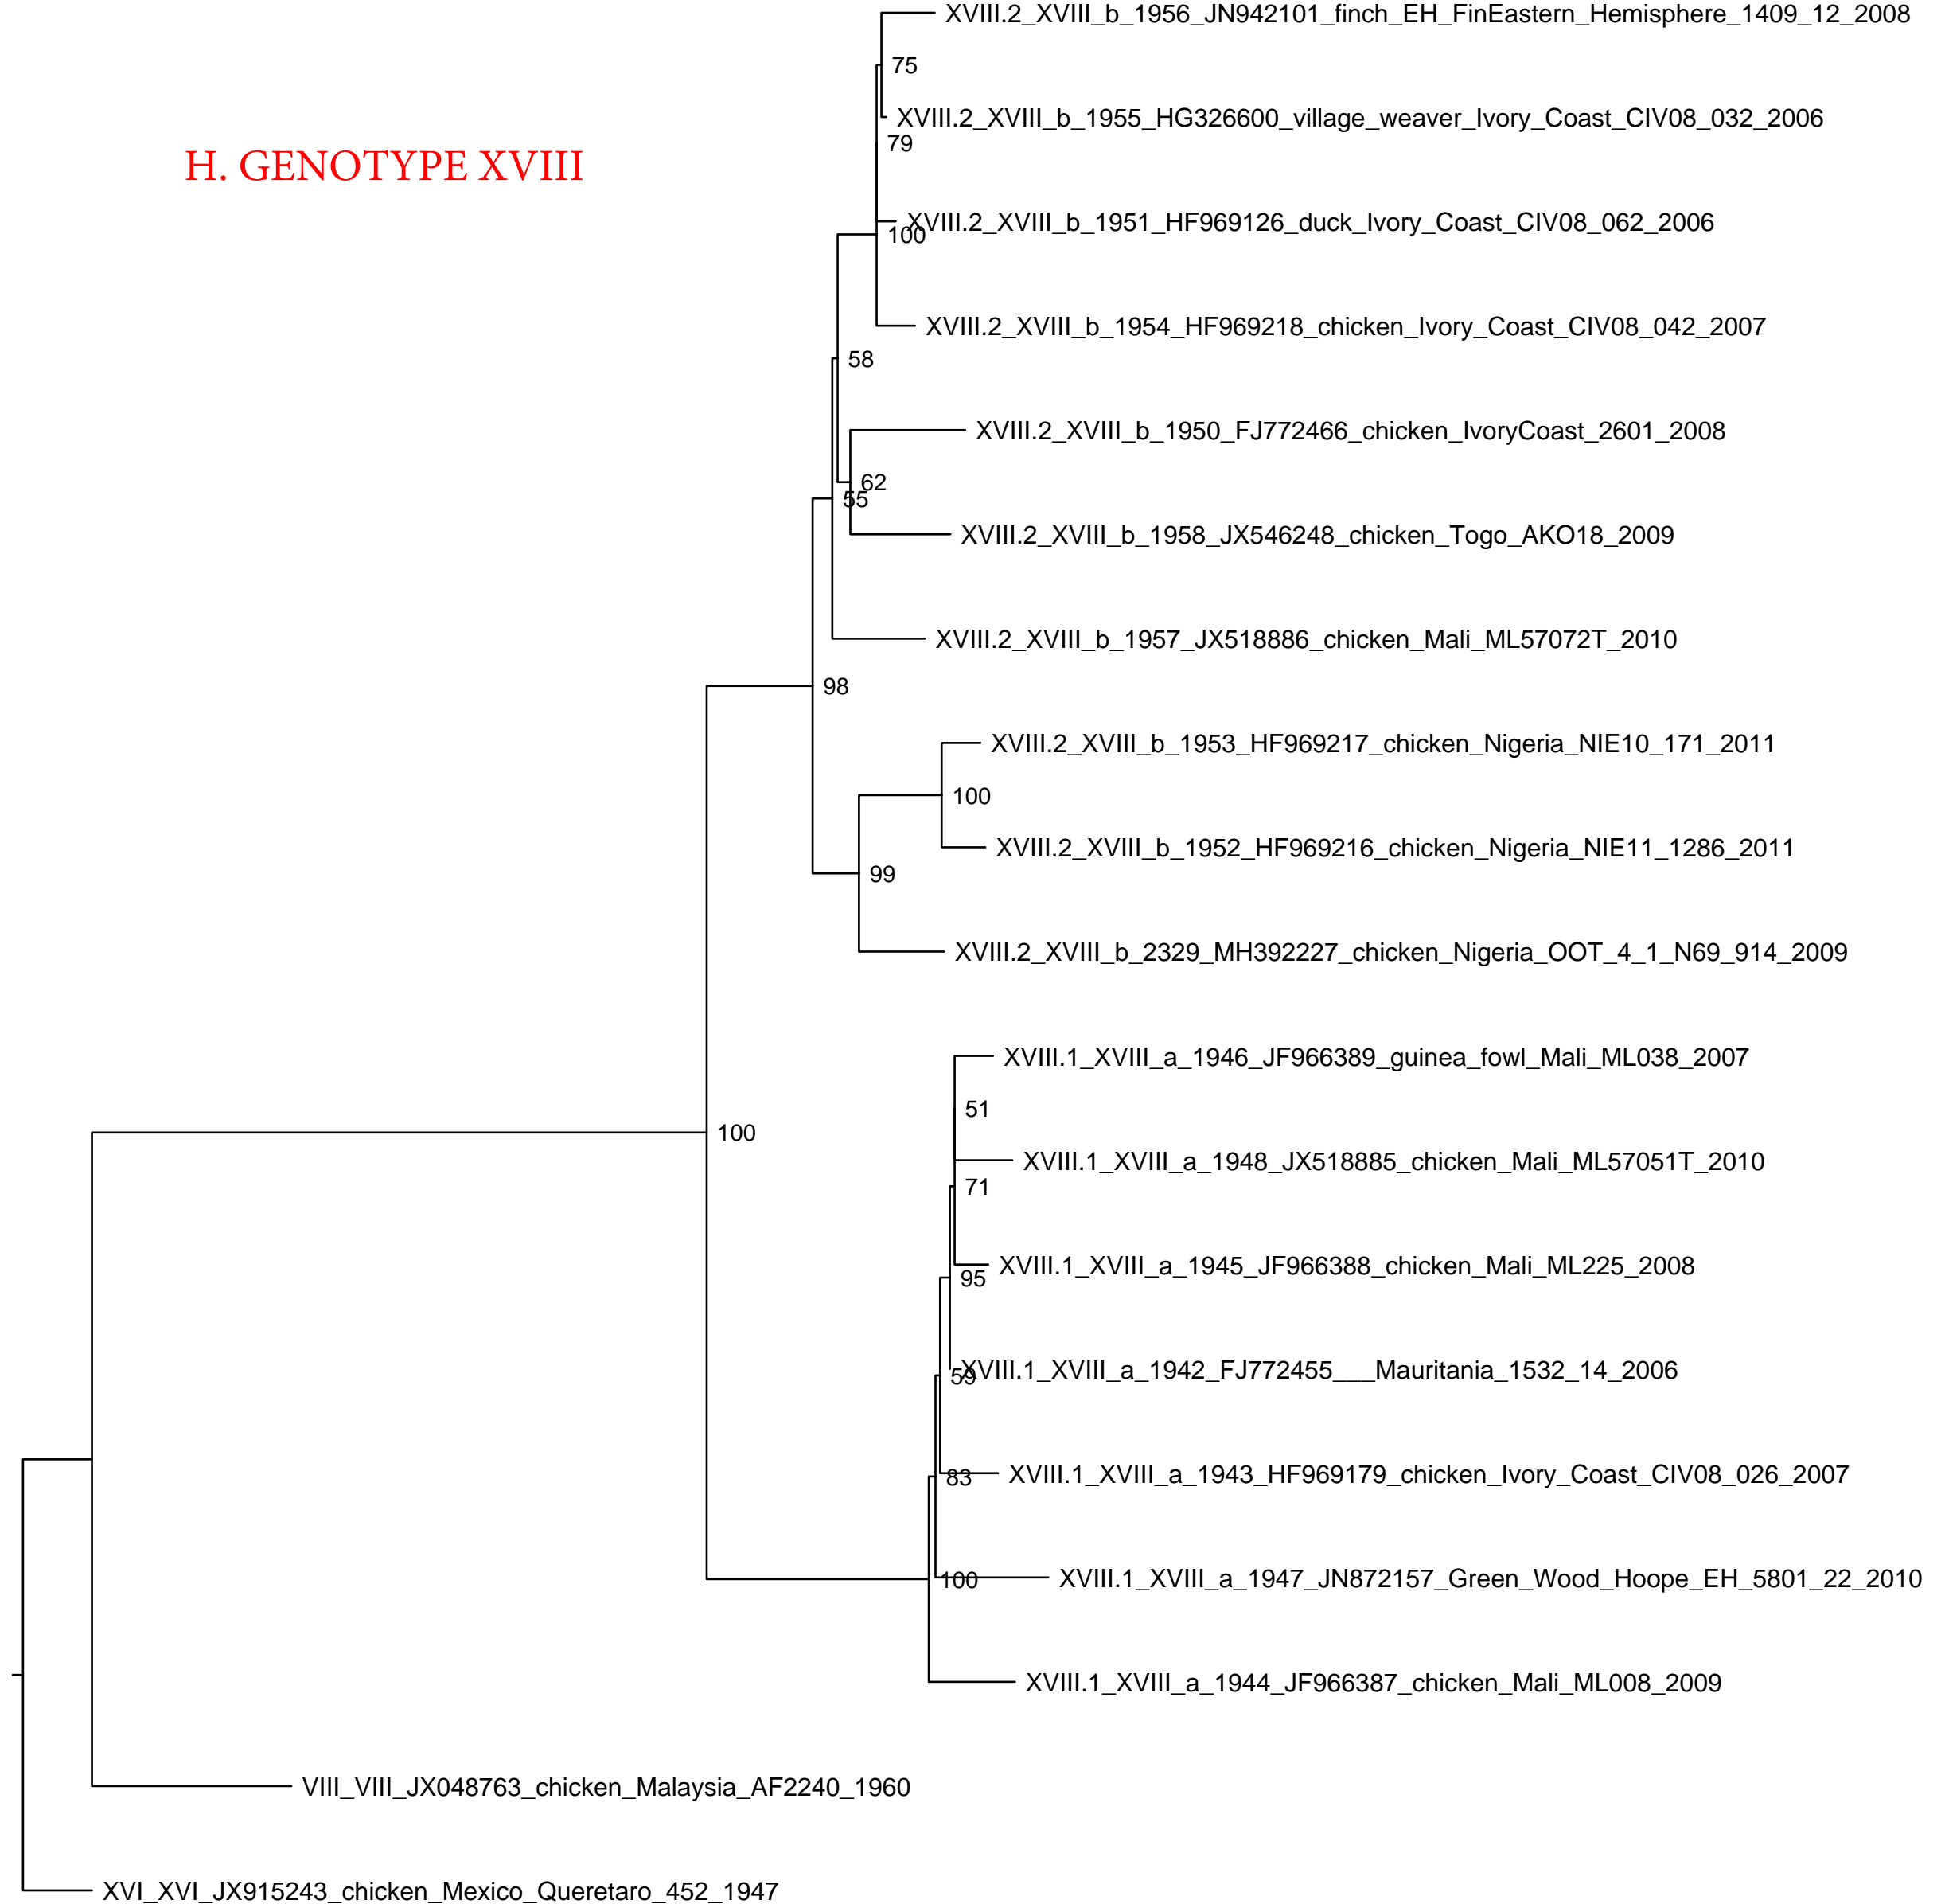 XVIII.2_XVIII_b_1956_JN942101_finch_EH_FinEastern_Hemisphere_1409_12_2008
75
XVIII.2_XVIII_b_1955_HG326600_village_weaver_Ivory_Coast_CIV08_032_2006
79
H. GENOTYPE XVIII
XVIII.2_XVIII_b_1951_HF969126_duck_Ivory_Coast_CIV08_062_2006
100
XVIII.2_XVIII_b_1954_HF969218_chicken_Ivory_Coast_CIV08_042_2007
58
XVIII.2_XVIII_b_1950_FJ772466_chicken_IvoryCoast_2601_2008
62
55
XVIII.2_XVIII_b_1958_JX546248_chicken_Togo_AKO18_2009
XVIII.2_XVIII_b_1957_JX518886_chicken_Mali_ML57072T_2010
98
XVIII.2_XVIII_b_1953_HF969217_chicken_Nigeria_NIE10_171_2011
100
XVIII.2_XVIII_b_1952_HF969216_chicken_Nigeria_NIE11_1286_2011
99
XVIII.2_XVIII_b_2329_MH392227_chicken_Nigeria_OOT_4_1_N69_914_2009
XVIII.1_XVIII_a_1946_JF966389_guinea_fowl_Mali_ML038_2007
51
100
XVIII.1_XVIII_a_1948_JX518885_chicken_Mali_ML57051T_2010
71
XVIII.1_XVIII_a_1945_JF966388_chicken_Mali_ML225_2008
95
XVIII.1_XVIII_a_1942_FJ772455___Mauritania_1532_14_2006
59
XVIII.1_XVIII_a_1943_HF969179_chicken_Ivory_Coast_CIV08_026_2007
83
XVIII.1_XVIII_a_1947_JN872157_Green_Wood_Hoope_EH_5801_22_2010
100
XVIII.1_XVIII_a_1944_JF966387_chicken_Mali_ML008_2009
VIII_VIII_JX048763_chicken_Malaysia_AF2240_1960
XVI_XVI_JX915243_chicken_Mexico_Queretaro_452_1947